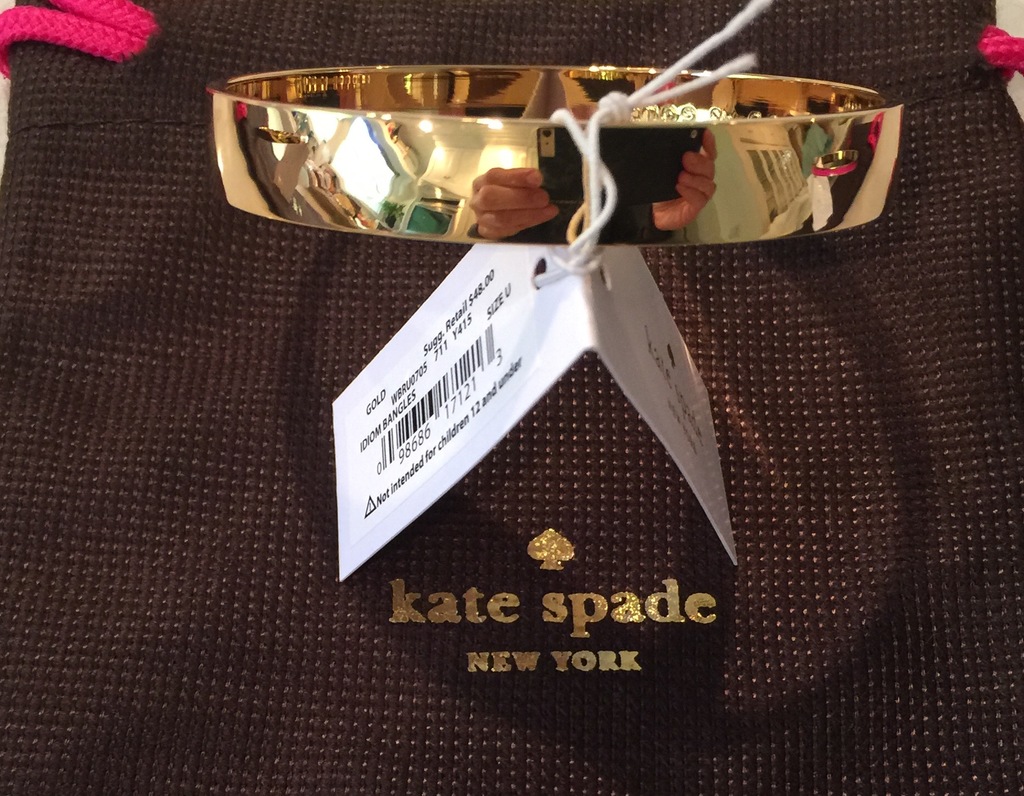 Sugg. Retail $48.00
GOLD WBRU0705 711 Y415 SIZE U
IDIOM BANGLES
0 98686 17121 3
⚠Not intended for children 12 and under
kate spade
NEW YORK